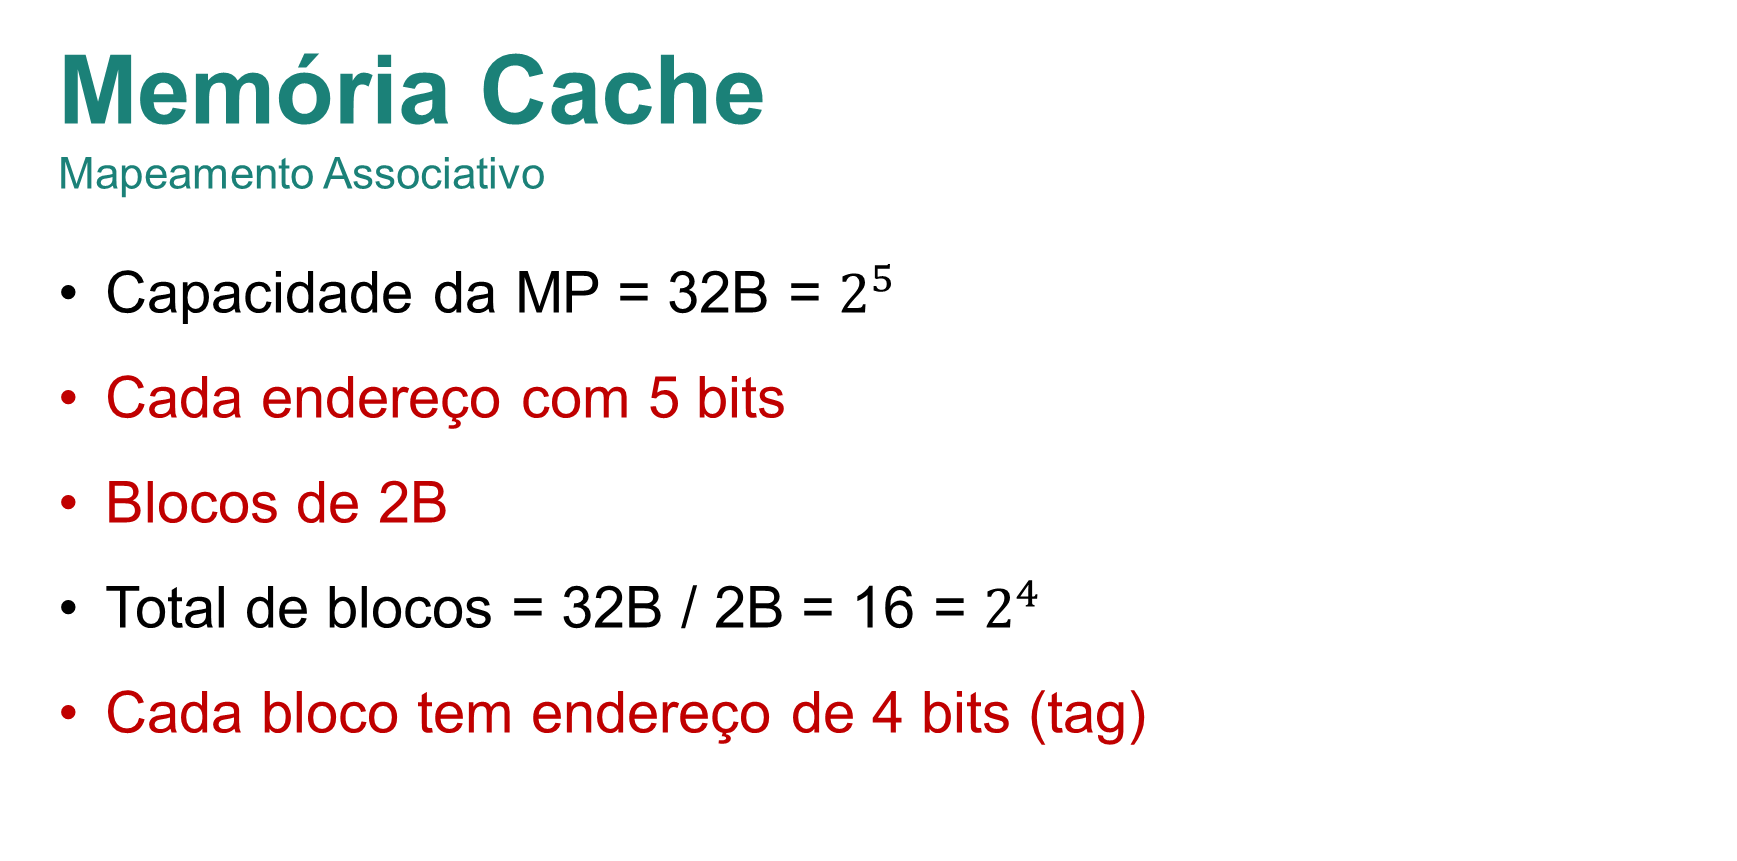 Memória Cache
Mapeamento Associativo
• Capacidade da MP = 32B = 2⁵
• Cada endereço com 5 bits
• Blocos de 2B
• Total de blocos = 32B / 2B = 16 = 2⁴
• Cada bloco tem endereço de 4 bits (tag)